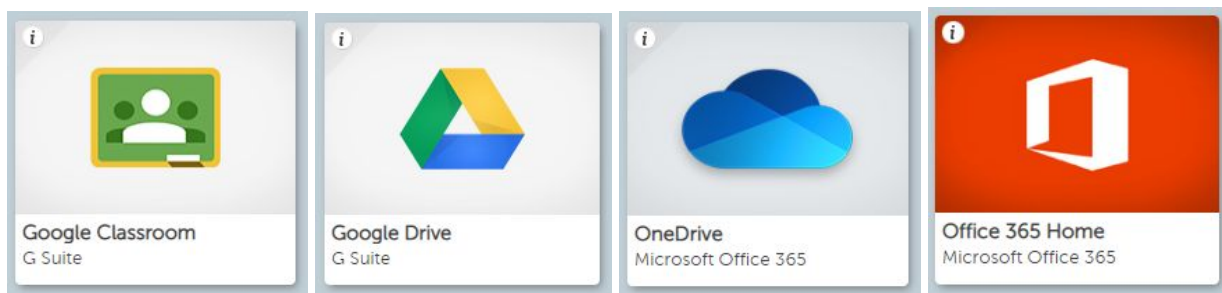 i
Google Classroom
G Suite
i
Google Drive
G Suite
i
OneDrive
Microsoft Office 365
i
Office 365 Home
Microsoft Office 365